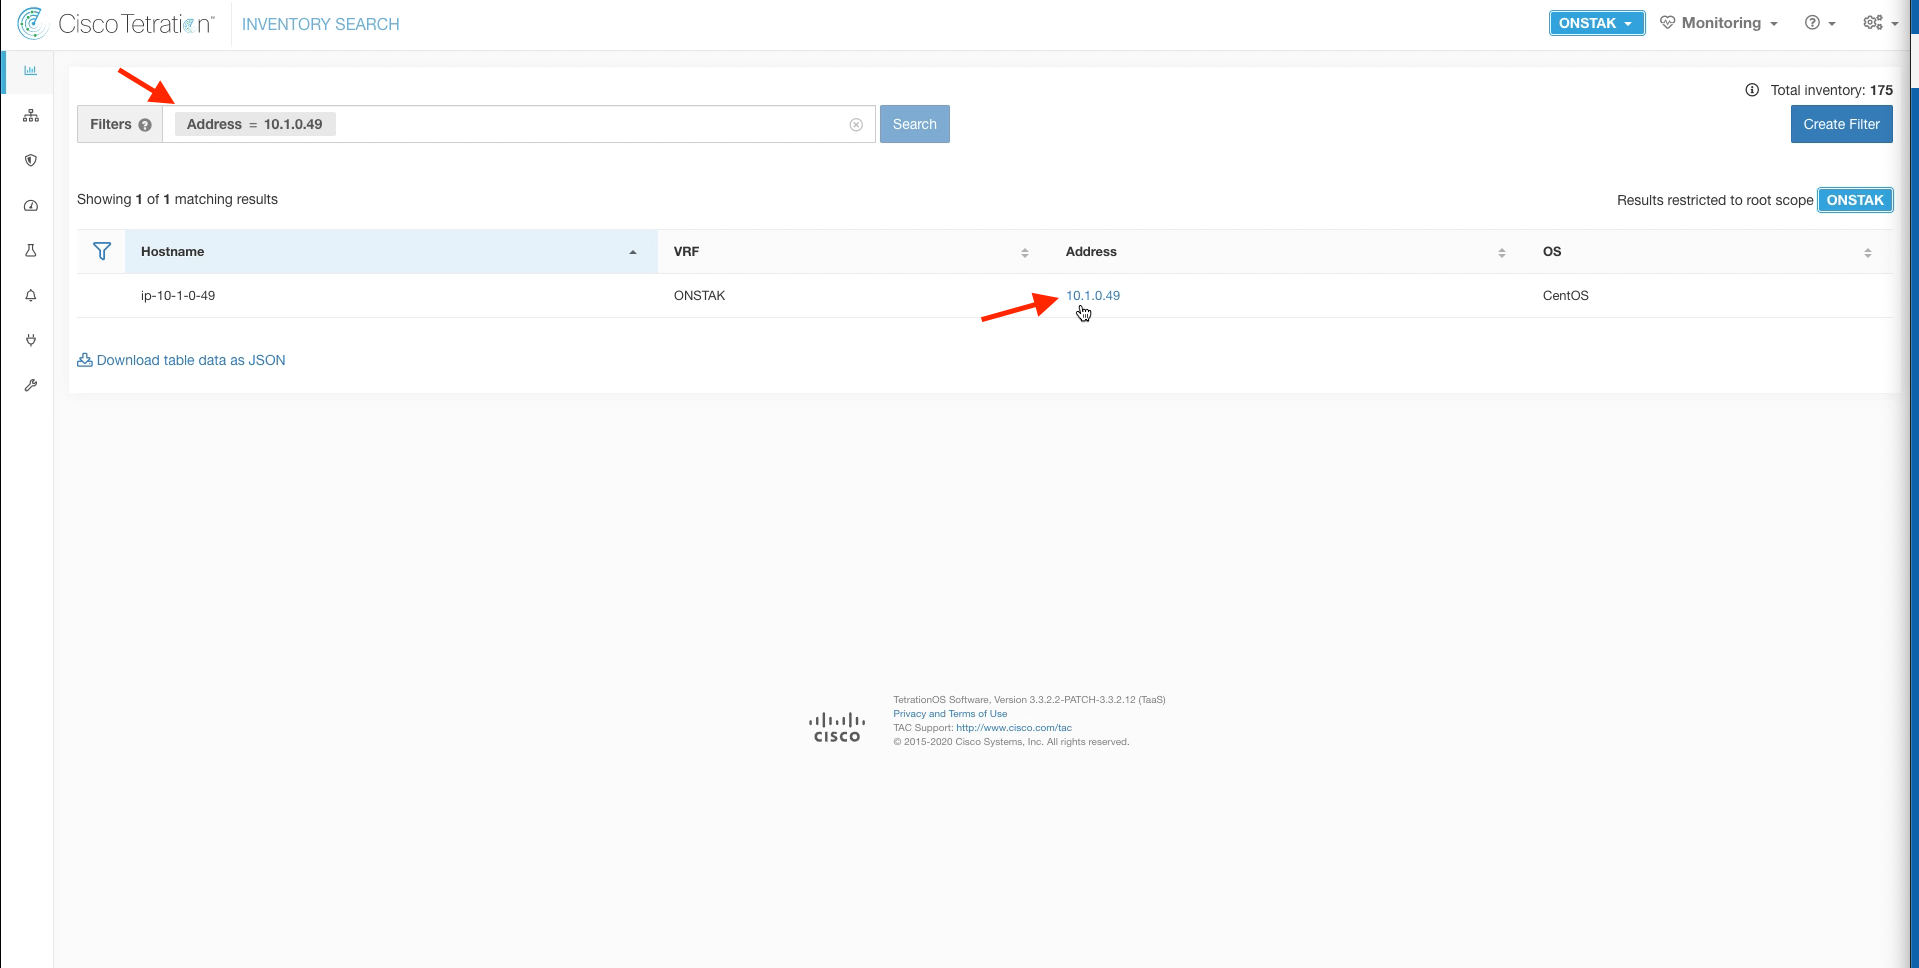 Cisco Tetration™ INVENTORY SEARCH ONSTAK Monitoring
Total inventory: 175
Filters Address = 10.1.0.49 Search Create Filter
Showing 1 of 1 matching results Results restricted to root scope ONSTAK
Hostname VRF Address OS
ip-10-1-0-49 ONSTAK 10.1.0.49 CentOS
Download table data as JSON
TetrationOS Software, Version 3.3.2.2-PATCH-3.3.2.12 (TaaS)
Privacy and Terms of Use
TAC Support: http://www.cisco.com/tac
© 2015-2020 Cisco Systems, Inc. All rights reserved.
CISCO